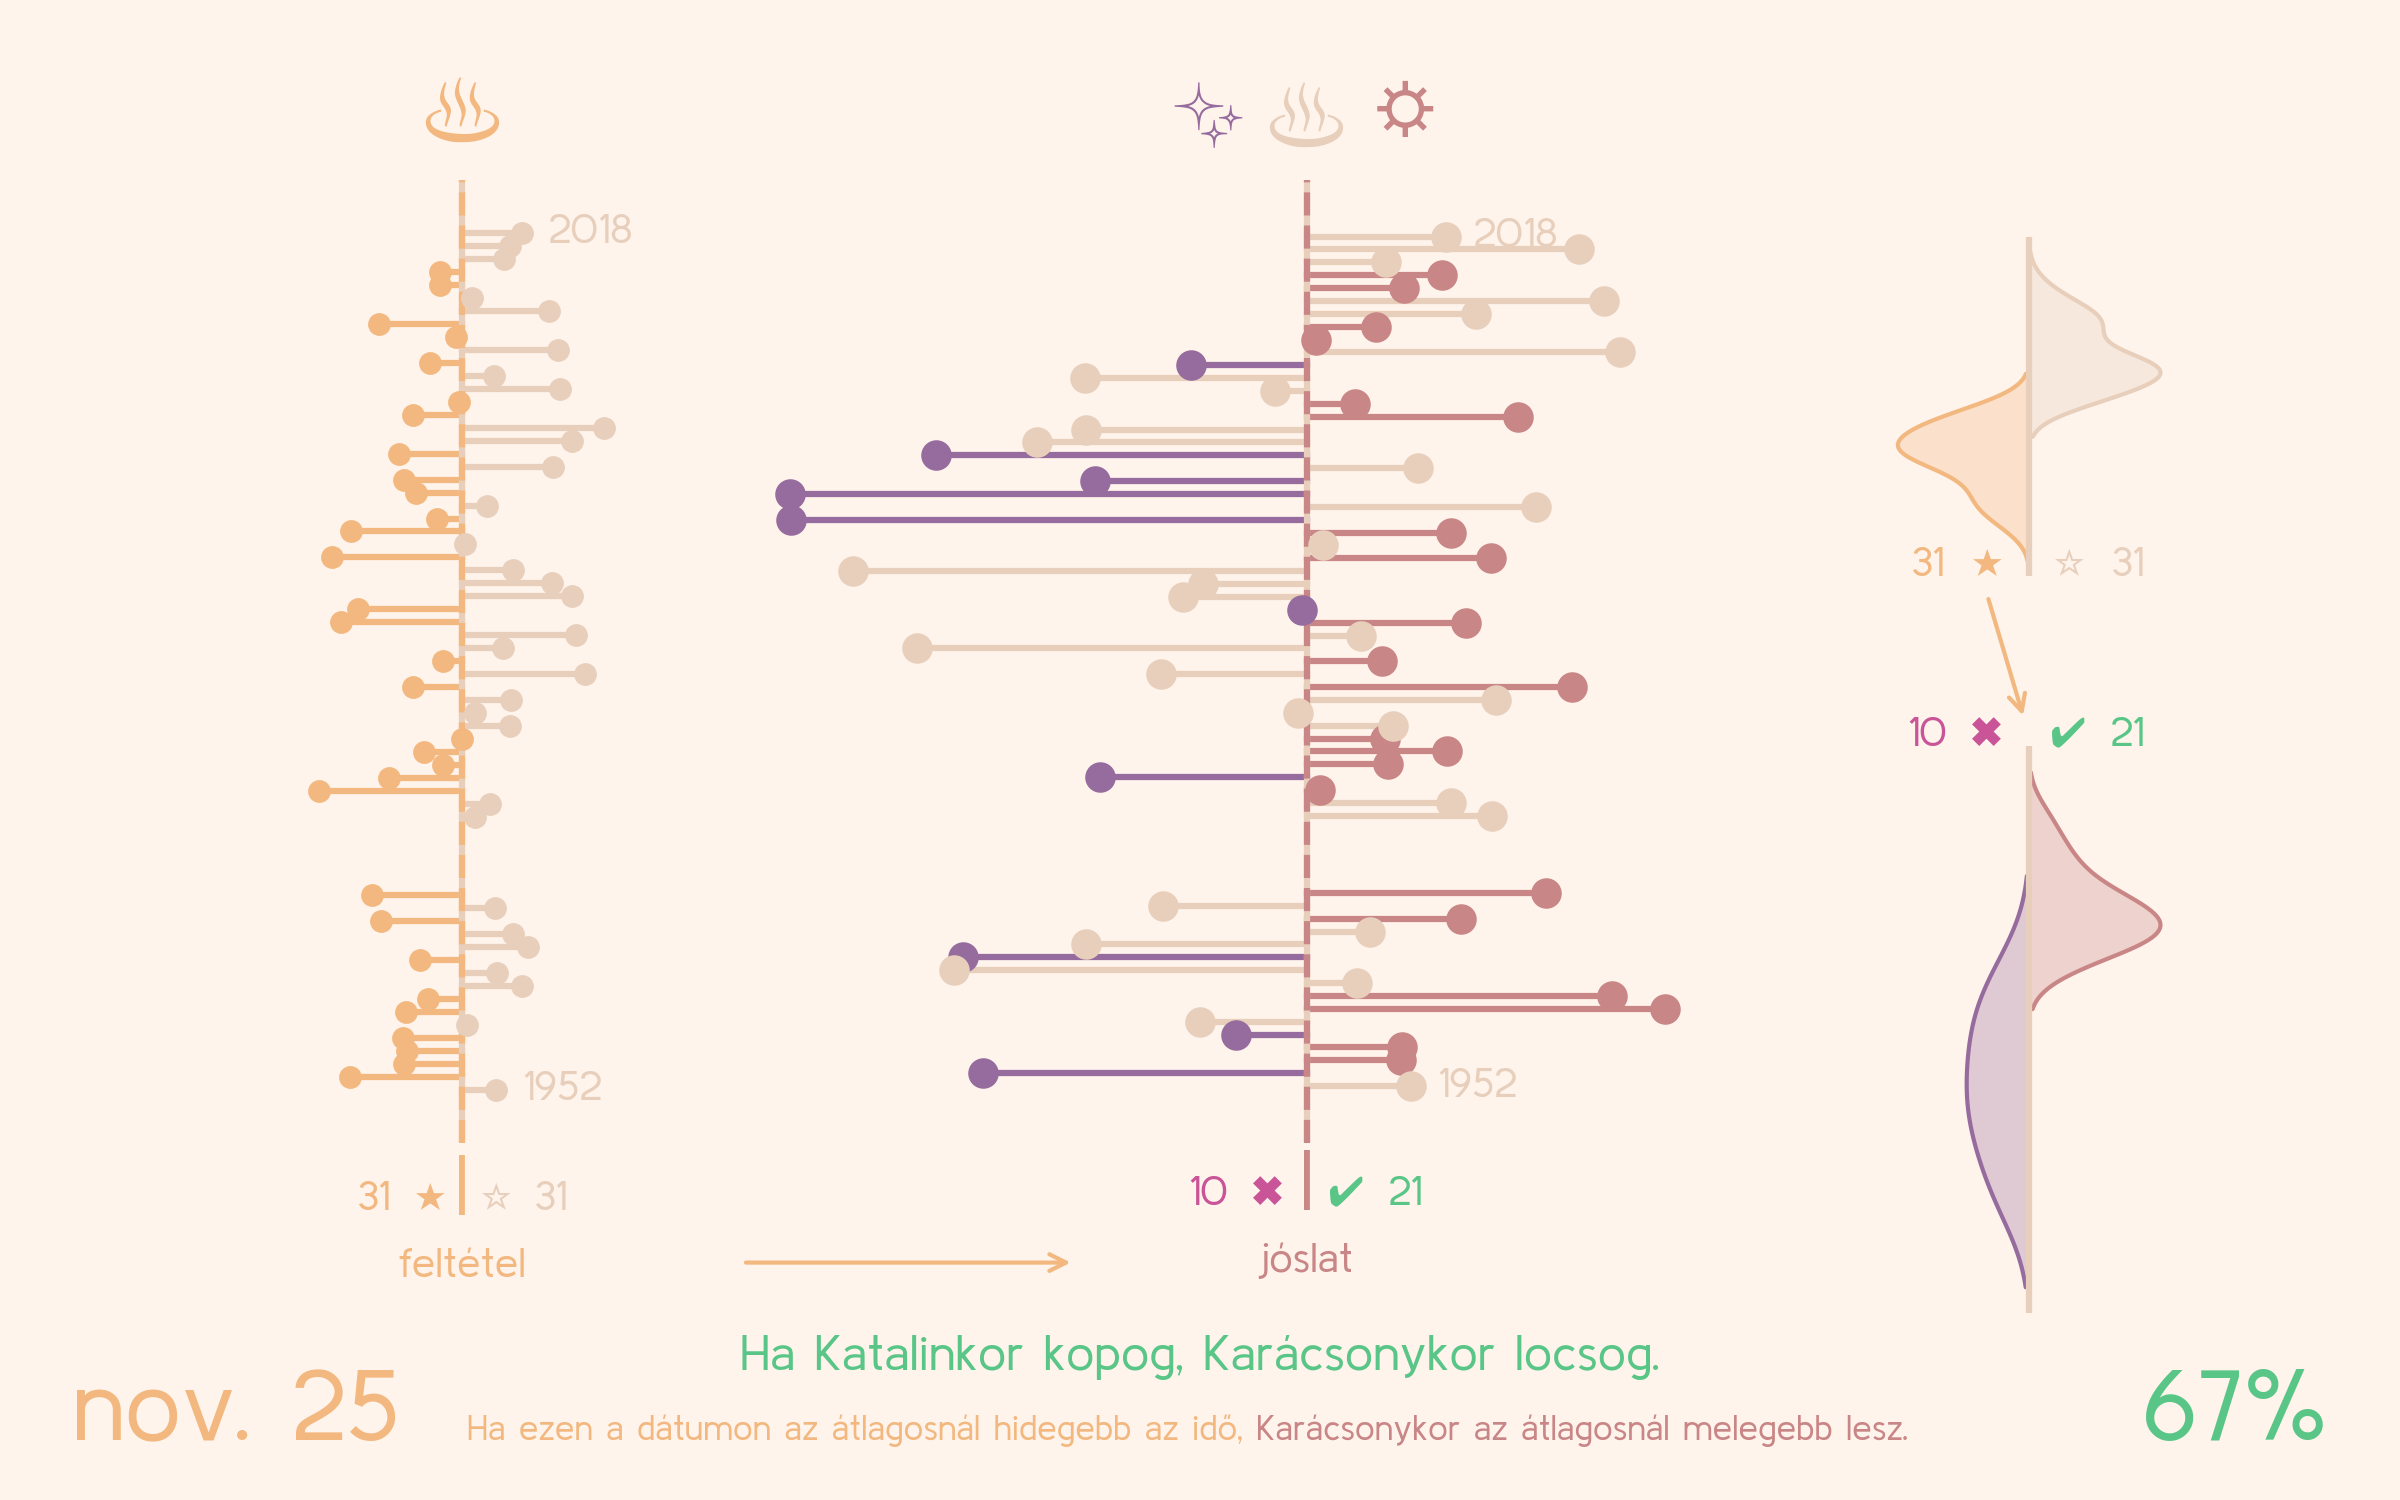 2018
2018
31 ★ ☆ 31
10 ✖ ✔ 21
1952
1952
31 ★ ☆ 31
10 ✖ ✔ 21
feltétel
jóslat
Ha Katalinkor kopog, Karácsonykor locsog.
nov. 25
Ha ezen a dátumon az átlagosnál hidegebb az idő, Karácsonykor az átlagosnál melegebb lesz.
67%